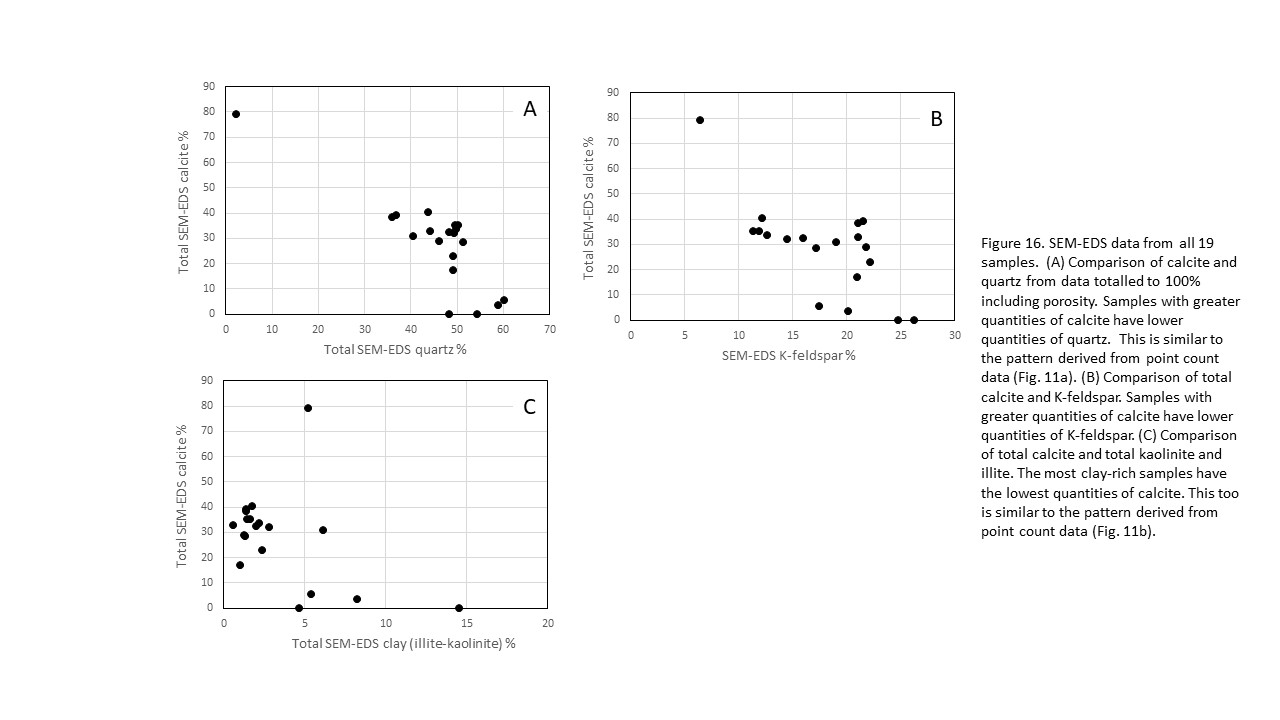 A
Total SEM-EDS calcite %
90
80
70
60
50
40
30
20
10
0
0 10 20 30 40 50 60 70
Total SEM-EDS quartz %
B
Total SEM-EDS calcite %
90
80
70
60
50
40
30
20
10
0
0 5 10 15 20 25 30
SEM-EDS K-feldspar %
C
Total SEM-EDS calcite %
90
80
70
60
50
40
30
20
10
0
0 5 10 15 20
Total SEM-EDS clay (illite-kaolinite) %
Figure 16. SEM-EDS data from all 19
samples. (A) Comparison of calcite and
quartz from data totalled to 100%
including porosity. Samples with greater
quantities of calcite have lower
quantities of quartz. This is similar to
the pattern derived from point count
data (Fig. 11a). (B) Comparison of total
calcite and K-feldspar. Samples with
greater quantities of calcite have lower
quantities of K-feldspar. (C) Comparison
of total calcite and total kaolinite and
illite. The most clay-rich samples have
the lowest quantities of calcite. This too
is similar to the pattern derived from
point count data (Fig. 11b).